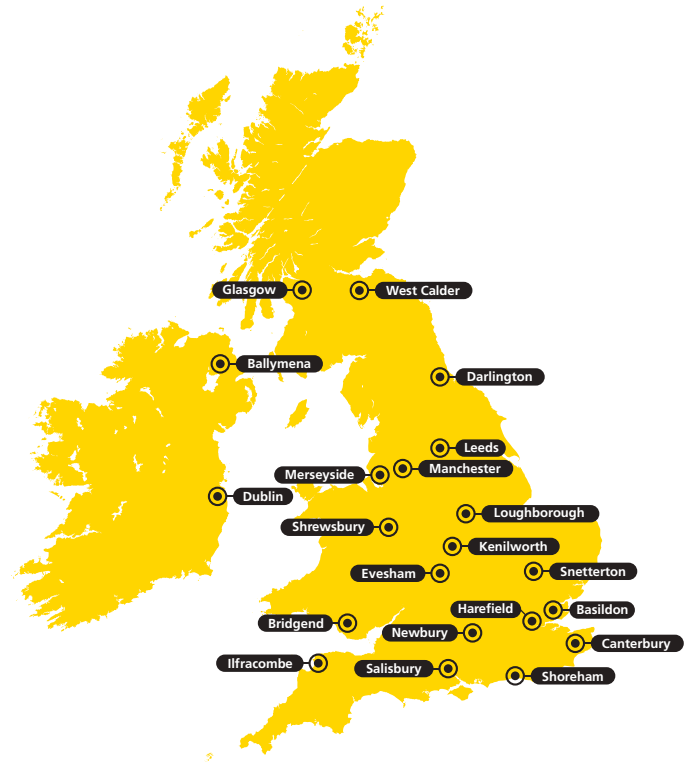 Glasgow
West Calder
Ballymena
Darlington
Leeds
Manchester
Merseyside
Dublin
Loughborough
Shrewsbury
Kenilworth
Evesham
Snetterton
Harefield
Basildon
Bridgend
Newbury
Canterbury
Ilfracombe
Salisbury
Shoreham